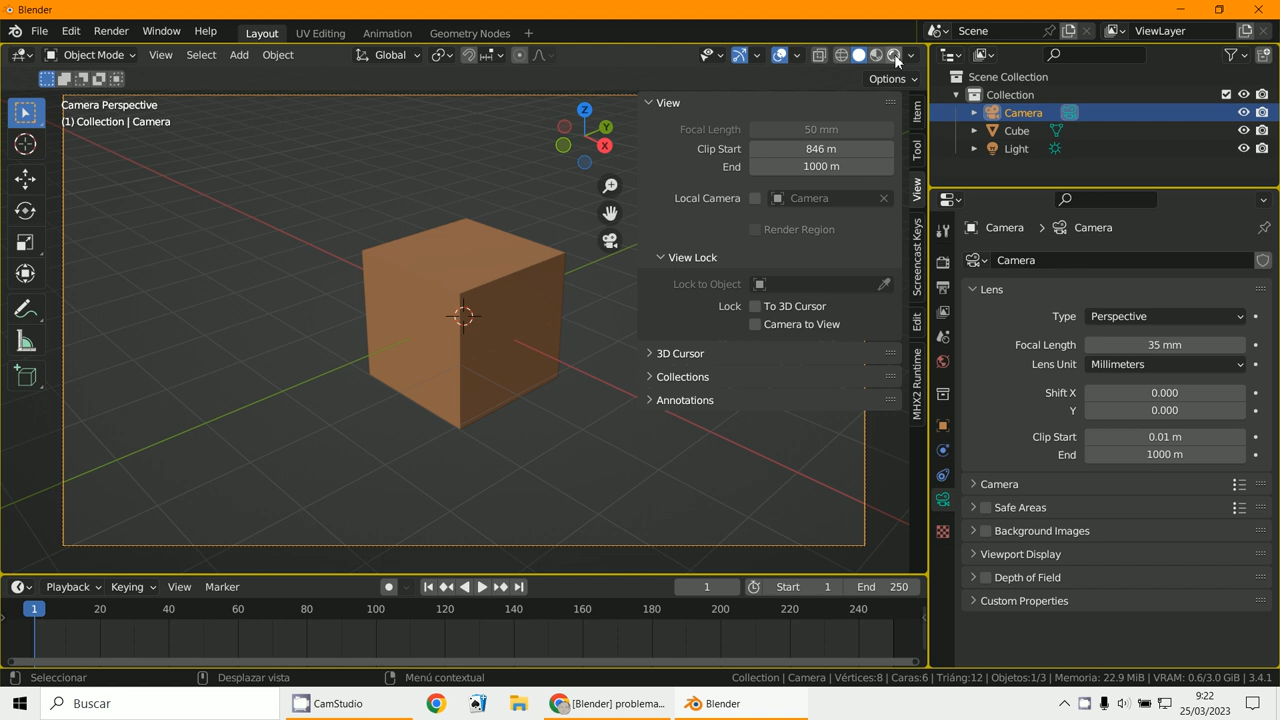 Blender
File Edit Render Window Help Layout UV Editing Animation Geometry Nodes + Scene ViewLayer
Object Mode View Select Add Object Global
Options
Camera Perspective
(1) Collection | Camera
Z
Y
X
View
Focal Length 50 mm
Clip Start 846 m
End 1000 m
Local Camera Camera
Render Region
View Lock
Lock to Object
Lock To 3D Cursor
Camera to View
3D Cursor
Collections
Annotations
Item
Tool
View
Screencast Keys
Edit
MHX2 Runtime
Scene Collection
Collection
Camera
Cube
Light
Camera > Camera
Camera
Lens
Type Perspective
Focal Length 35 mm
Lens Unit Millimeters
Shift X 0.000
Y 0.000
Clip Start 0.01 m
End 1000 m
Camera
Safe Areas
Background Images
Viewport Display
Depth of Field
Custom Properties
Playback Keying View Marker 1 Start 1 End 250
1 20 40 60 80 100 120 140 160 180 200 220 240
Seleccionar Desplazar vista Menú contextual Collection | Camera | Vértices:8 | Caras:6 | Triáng:12 | Objetos:1/3 | Memoria: 22.9 MiB | VRAM: 0.6/3.0 GiB | 3.4.1
Buscar CamStudio [Blender] problema... Blender
9:22
25/03/2023